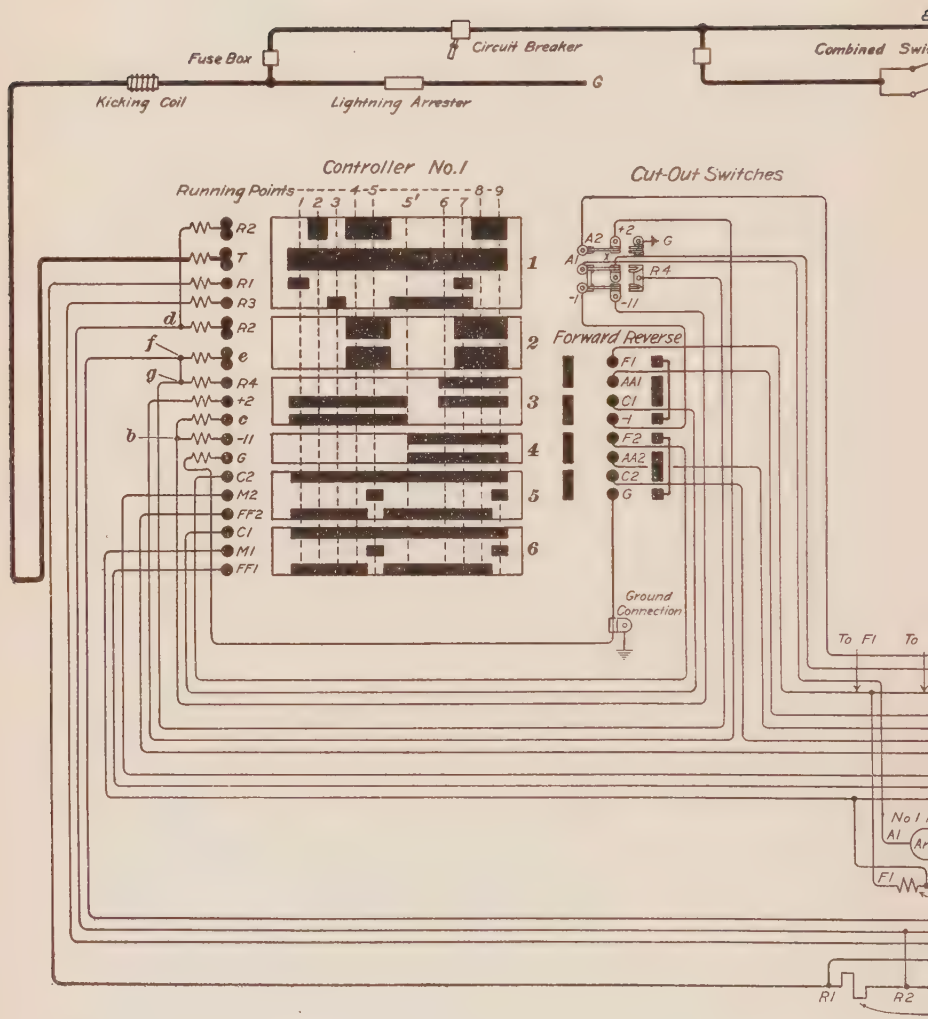 Circuit Breaker
Fuse Box
Combined
G
Kicking Coil
Lightning Arrester
Controller No.1
Cut-Out Switches
Running Points
4 5 8 9
1 2 3 5' 6 7
R2
T
R1
R3
d R2
f e
g R4
+2
c
b -11
G
C2
M2
FF2
C1
M1
FF1
1
2
3
4
5
6
A2 +2 G
A1 x R4
-1 -11
Forward Reverse
F1
AA1
C1
-1
F2
AA2
C2
G
Ground
Connection
To F1 To
No 1
A1
F1
R1 R2